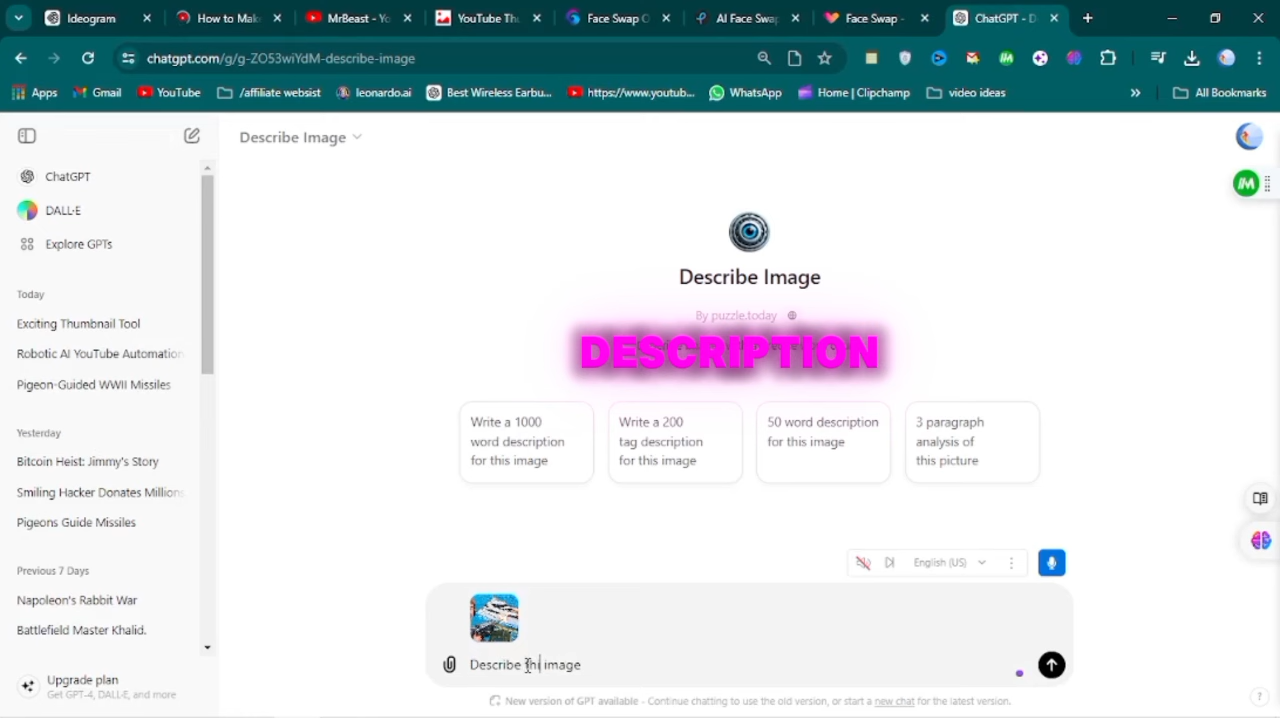 Ideogram
How to Mak
MrBeast - Yo
YouTube Thu
Face Swap O
AI Face Swap
Face Swap -
ChatGPT - D
chatgpt.com/g/g-ZO53wiYdM-describe-image
Apps
Gmail
YouTube
/affiliate websist
leonardo.ai
Best Wireless Earbu...
https://www.youtub...
WhatsApp
Home | Clipchamp
video ideas
All Bookmarks
Describe Image
ChatGPT
DALL·E
Explore GPTs
Today
Exciting Thumbnail Tool
Robotic AI YouTube Automation
Pigeon-Guided WWII Missiles
Yesterday
Bitcoin Heist: Jimmy's Story
Smiling Hacker Donates Millions
Pigeons Guide Missiles
Previous 7 Days
Napoleon's Rabbit War
Battlefield Master Khalid.
Upgrade plan
Get GPT-4, DALL·E, and more
Describe Image
By puzzle.today
DESCRIPTION
Write a 1000
word description
for this image
Write a 200
tag description
for this image
50 word description
for this image
3 paragraph
analysis of
this picture
English (US)
Describe thi image
New version of GPT available - Continue chatting to use the old version, or start a new chat for the latest version.